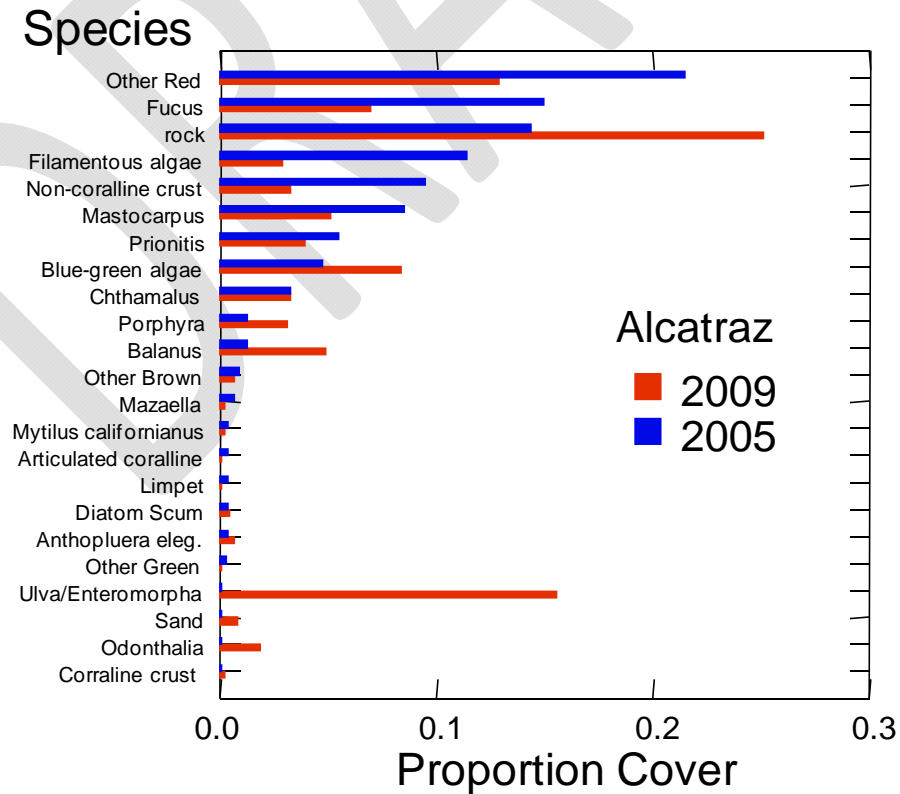 Species
Other Red
Fucus
rock
Filamentous algae
Non-coralline crust
Mastocarpus
Prionitis
Blue-green algae
Chthamalus
Porphyra
Balanus
Other Brown
Mazaella
Mytilus californianus
Articulated coralline
Limpet
Diatom Scum
Anthopluera eleg.
Other Green
Ulva/Enteromorpha
Sand
Odonthalia
Corraline crust
Alcatraz
2009
2005
0.0 0.1 0.2 0.3
Proportion Cover